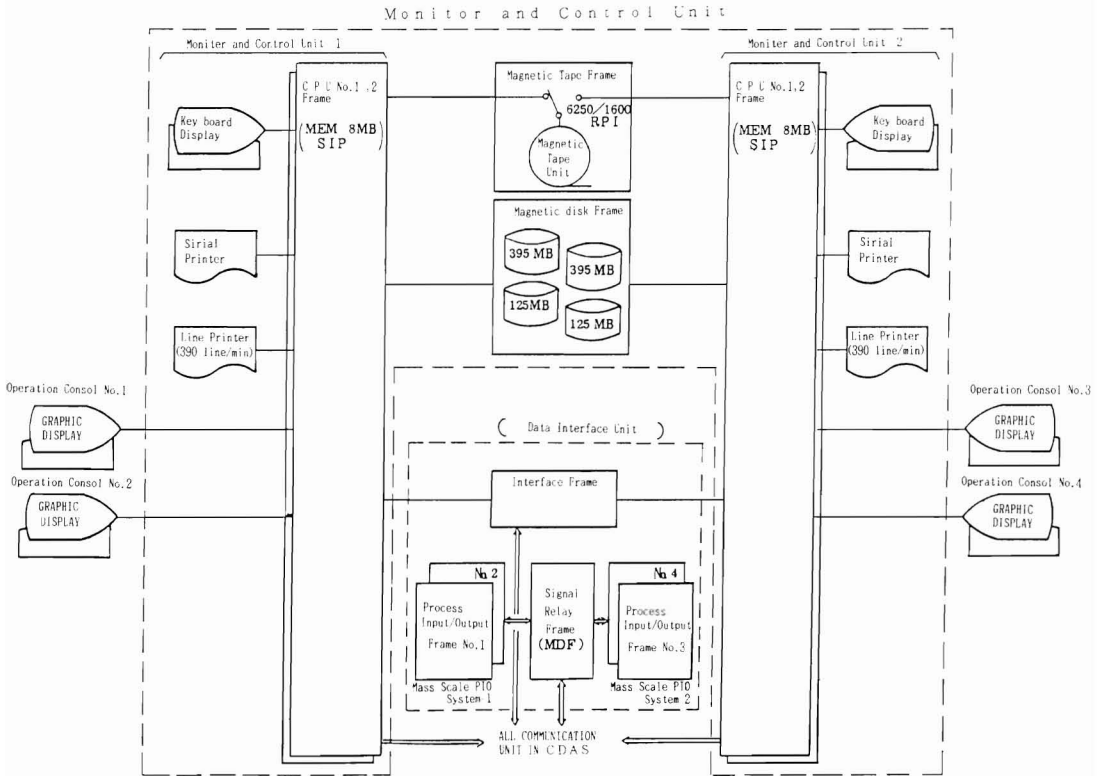 Monitor and Control Unit
Moniter and Control Unit 1
Moniter and Control Unit 2
CPU No.1,2
Frame
(MEM 8MB
SIP)
Key board
Display
Sirial
Printer
Line Printer
(390 line/min)
Operation Consol No.1
GRAPHIC
DISPLAY
Operation Consol No.2
GRAPHIC
DISPLAY
Magnetic Tape Frame
6250/1600
RPI
Magnetic
Tape
Unit
Magnetic disk Frame
395 MB
395 MB
125MB
125 MB
( Data Interface Unit )
Interface Frame
No.2
Process
Input/Output
Frame No.1
Mass Scale PIO
System 1
Signal
Relay
Frame
(MDF)
No.4
Process
Input/Output
Frame No.3
Mass Scale PIO
System 2
ALL COMMUNICATION
UNIT IN CDAS
CPU No.1,2
Frame
(MEM 8MB
SIP)
Key board
Display
Sirial
Printer
Line Printer
(390 line/min)
Operation Consol No.3
GRAPHIC
DISPLAY
Operation Consol No.4
GRAPHIC
DISPLAY